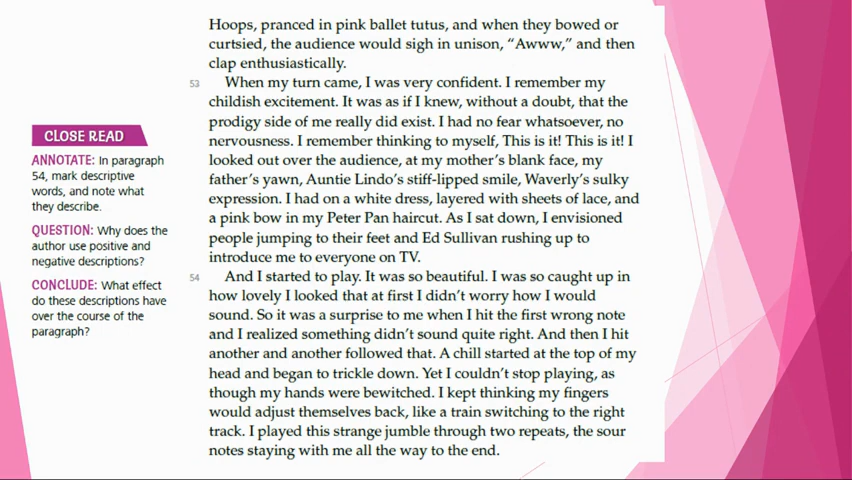 Hoops, pranced in pink ballet tutus, and when they bowed or
curtsied, the audience would sigh in unison, “Awww,” and then
clap enthusiastically.
53 When my turn came, I was very confident. I remember my
childish excitement. It was as if I knew, without a doubt, that the
prodigy side of me really did exist. I had no fear whatsoever, no
nervousness. I remember thinking to myself, This is it! This is it! I
looked out over the audience, at my mother’s blank face, my
father’s yawn, Auntie Lindo’s stiff-lipped smile, Waverly’s sulky
expression. I had on a white dress, layered with sheets of lace, and
a pink bow in my Peter Pan haircut. As I sat down, I envisioned
people jumping to their feet and Ed Sullivan rushing up to
introduce me to everyone on TV.
54 And I started to play. It was so beautiful. I was so caught up in
how lovely I looked that at first I didn’t worry how I would
sound. So it was a surprise to me when I hit the first wrong note
and I realized something didn’t sound quite right. And then I hit
another and another followed that. A chill started at the top of my
head and began to trickle down. Yet I couldn’t stop playing, as
though my hands were bewitched. I kept thinking my fingers
would adjust themselves back, like a train switching to the right
track. I played this strange jumble through two repeats, the sour
notes staying with me all the way to the end.
CLOSE READ
ANNOTATE: In paragraph
54, mark descriptive
words, and note what
they describe.
QUESTION: Why does the
author use positive and
negative descriptions?
CONCLUDE: What effect
do these descriptions have
over the course of the
paragraph?